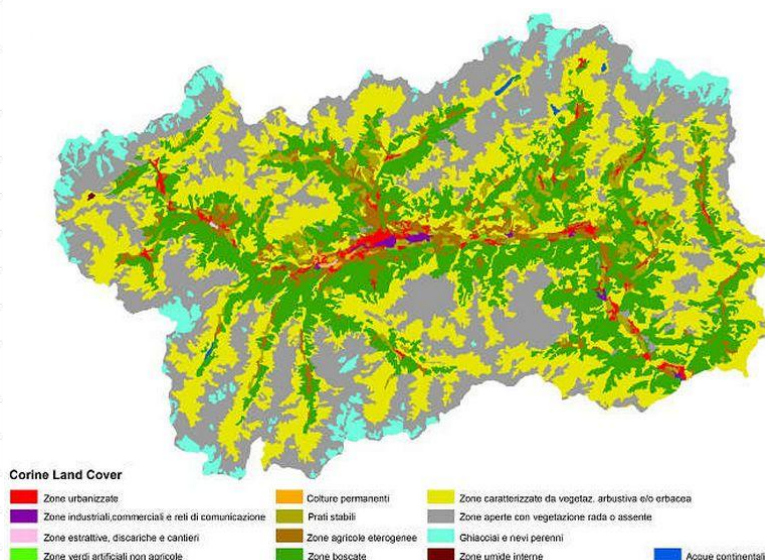 Corine Land Cover
Zone urbanizzate
Zone industriali,commerciali e reti di comunicazione
Zone estrattive, discariche e cantieri
Zone verdi artificiali non agricole
Colture permanenti
Prati stabili
Zone agricole eterogenee
Zone boscate
Zone caratterizzate da vegetaz. arbustiva e/o erbacea
Zone aperte con vegetazione rada o assente
Ghiacciai e nevi perenni
Zone umide interne
Acque continentali